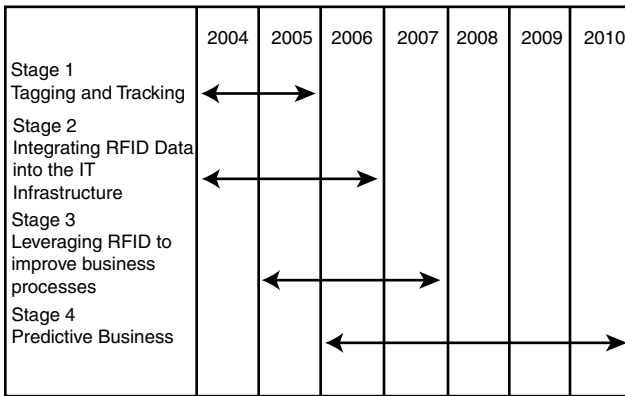 2004 2005 2006 2007 2008 2009 2010
Stage 1
Tagging and Tracking
Stage 2
Integrating RFID Data
into the IT
Infrastructure
Stage 3
Leveraging RFID to
improve business
processes
Stage 4
Predictive Business